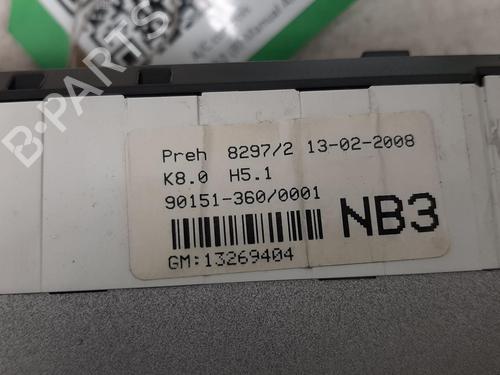 Preh 8297/2 13-02-2008
K8.0 H5.1
90151-360/0001
NB3
GM:13269404
B-PARTS